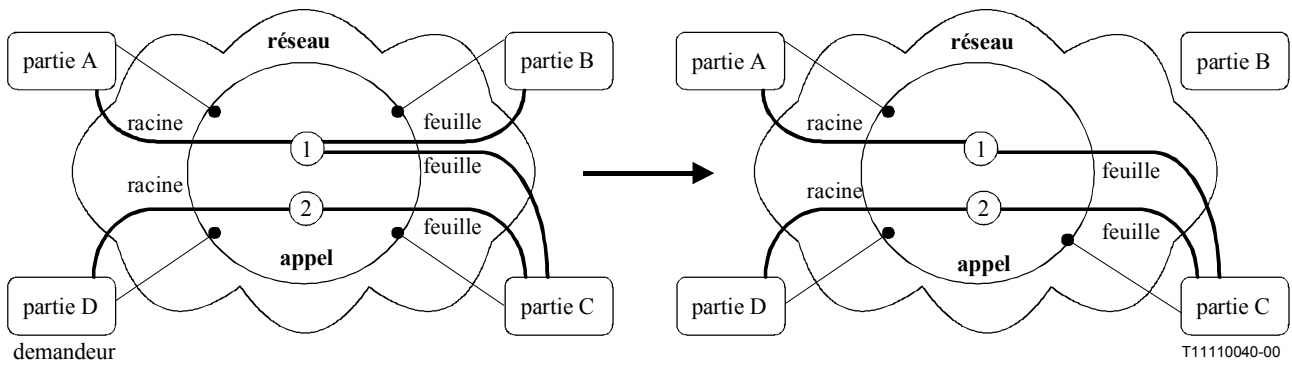 réseau
partie A
partie B
racine
feuille
1
feuille
racine
2
feuille
appel
partie D
partie C
demandeur
réseau
partie A
partie B
racine
1
feuille
racine
2
feuille
appel
partie D
partie C
T11110040-00